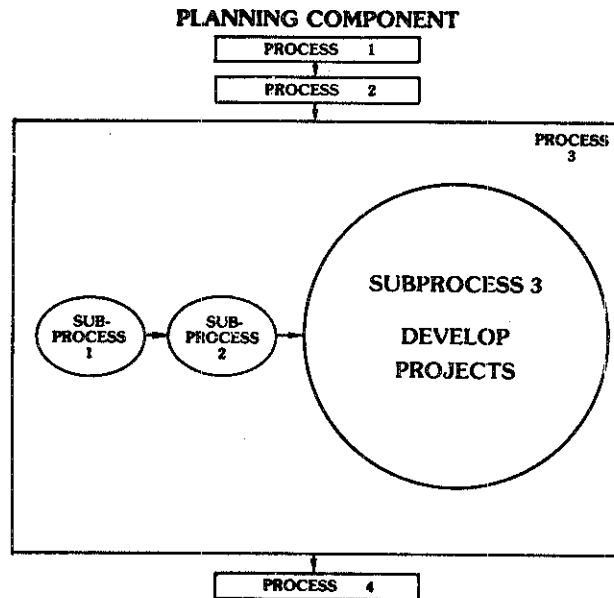 PLANNING COMPONENT
PROCESS 1
PROCESS 2
PROCESS
3
SUB-
PROCESS
1
SUB-
PROCESS
2
SUBPROCESS 3
DEVELOP
PROJECTS
PROCESS 4